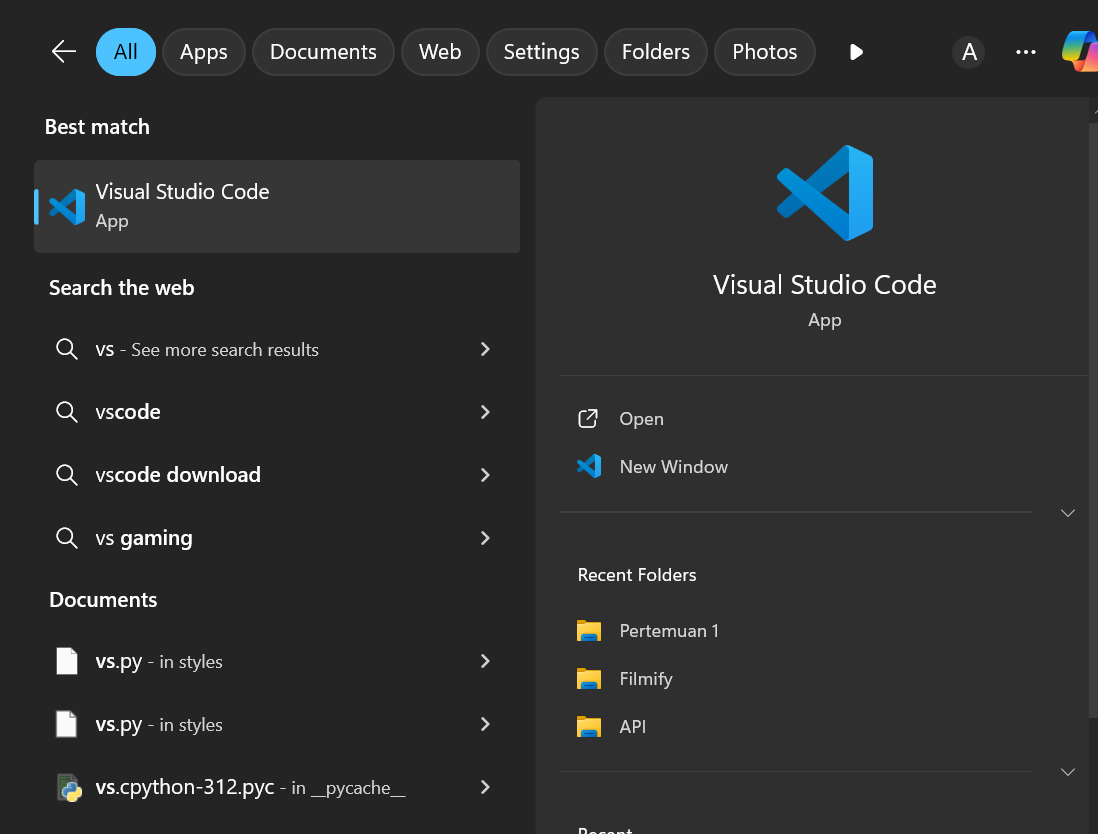 All
Apps
Documents
Web
Settings
Folders
Photos
A
Best match
Visual Studio Code
App
Search the web
vs - See more search results
vscode
vscode download
vs gaming
Documents
vs.py - in styles
vs.py - in styles
vs.cpython-312.pyc - in __pycache__
Visual Studio Code
App
Open
New Window
Recent Folders
Pertemuan 1
Filmify
API
Recent